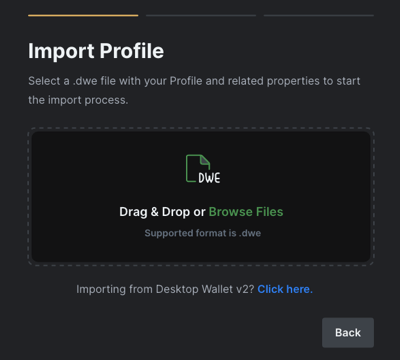 Import Profile
Select a .dwe file with your Profile and related properties to start
the import process.
DWE
Drag & Drop or Browse Files
Supported format is .dwe
Importing from Desktop Wallet v2? Click here.
Back